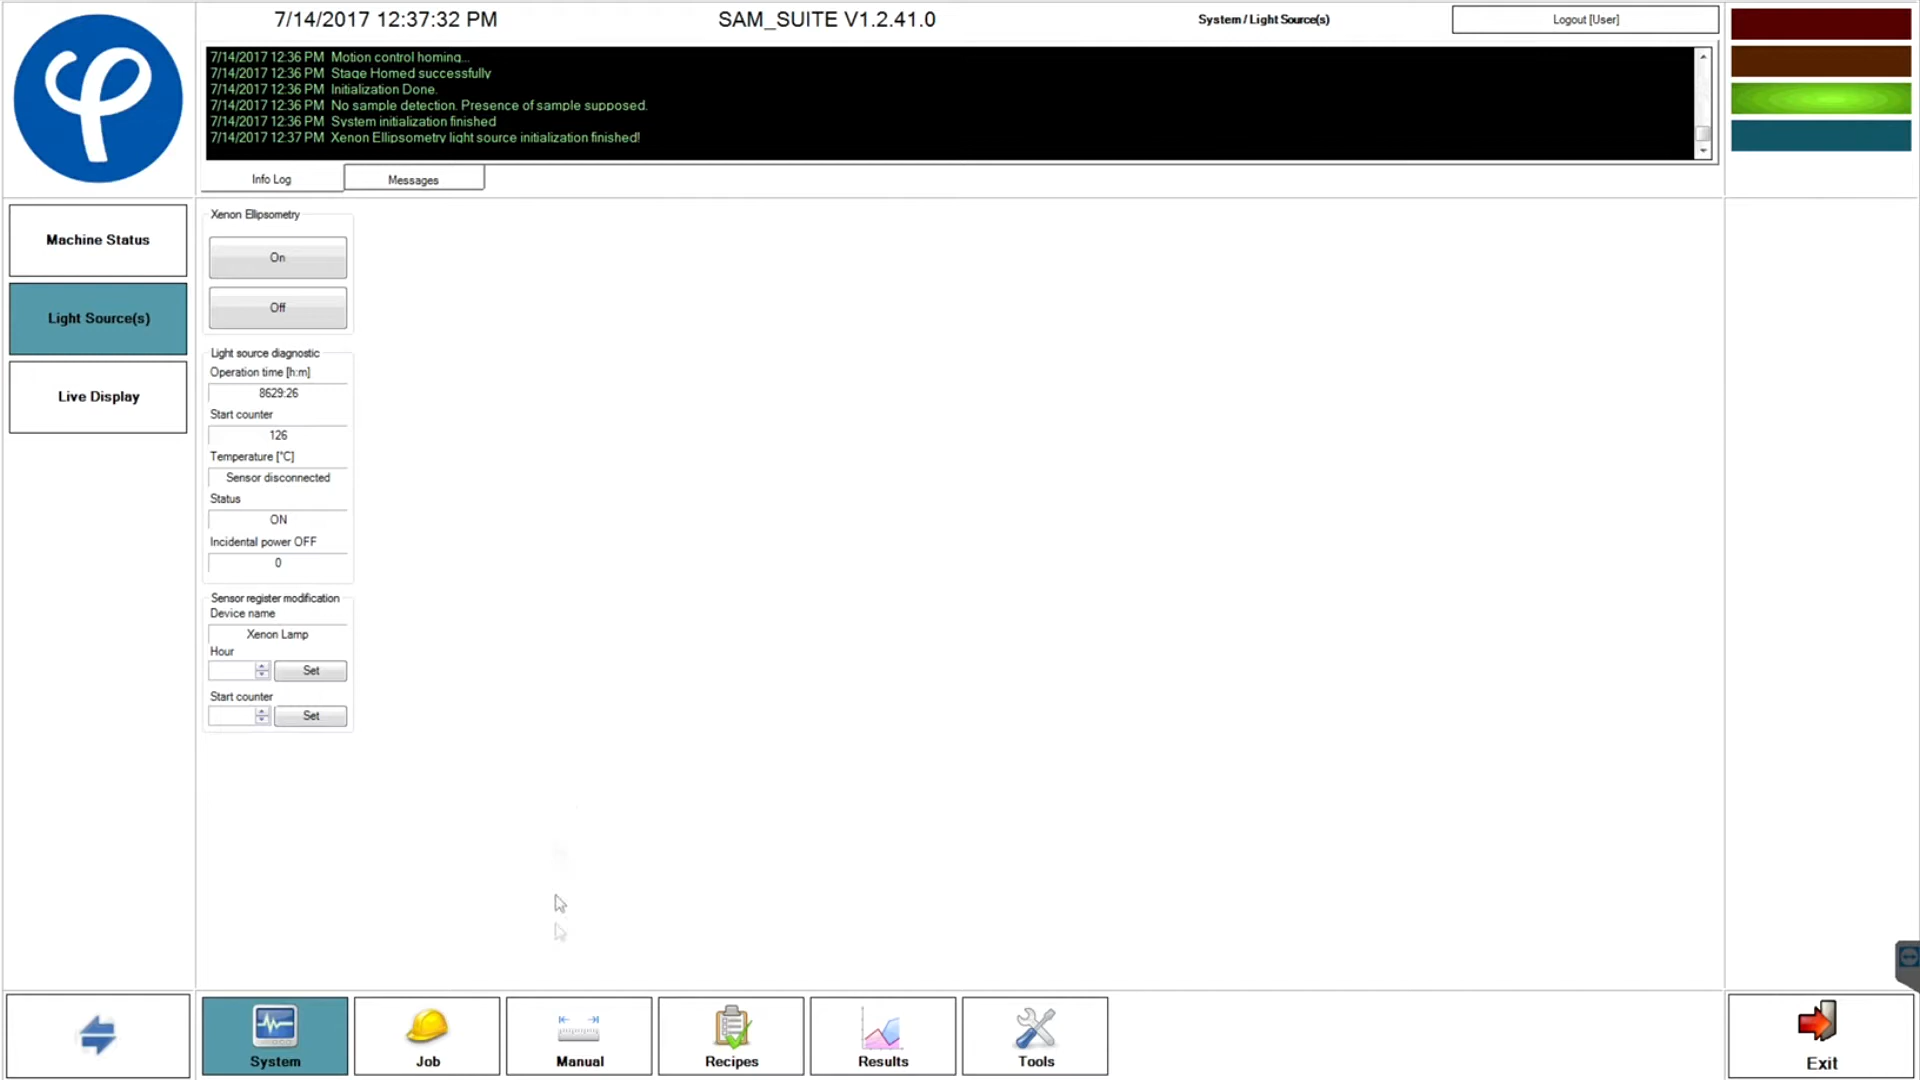 7/14/2017 12:37:32 PM
SAM_SUITE V1.2.41.0
System / Light Source(s)
Logout [User]
7/14/2017 12:36 PM Motion control homing...
7/14/2017 12:36 PM Stage Homed successfully
7/14/2017 12:36 PM Initialization Done.
7/14/2017 12:36 PM No sample detection. Presence of sample supposed.
7/14/2017 12:36 PM System initialization finished
7/14/2017 12:37 PM Xenon Ellipsometry light source initialization finished!
Info Log
Messages
Machine Status
Light Source(s)
Live Display
Xenon Ellipsometry
On
Off
Light source diagnostic
Operation time [h:m]
8629:26
Start counter
126
Temperature [°C]
Sensor disconnected
Status
ON
Incidental power OFF
0
Sensor register modification
Device name
Xenon Lamp
Hour
Set
Start counter
Set
System
Job
Manual
Recipes
Results
Tools
Exit